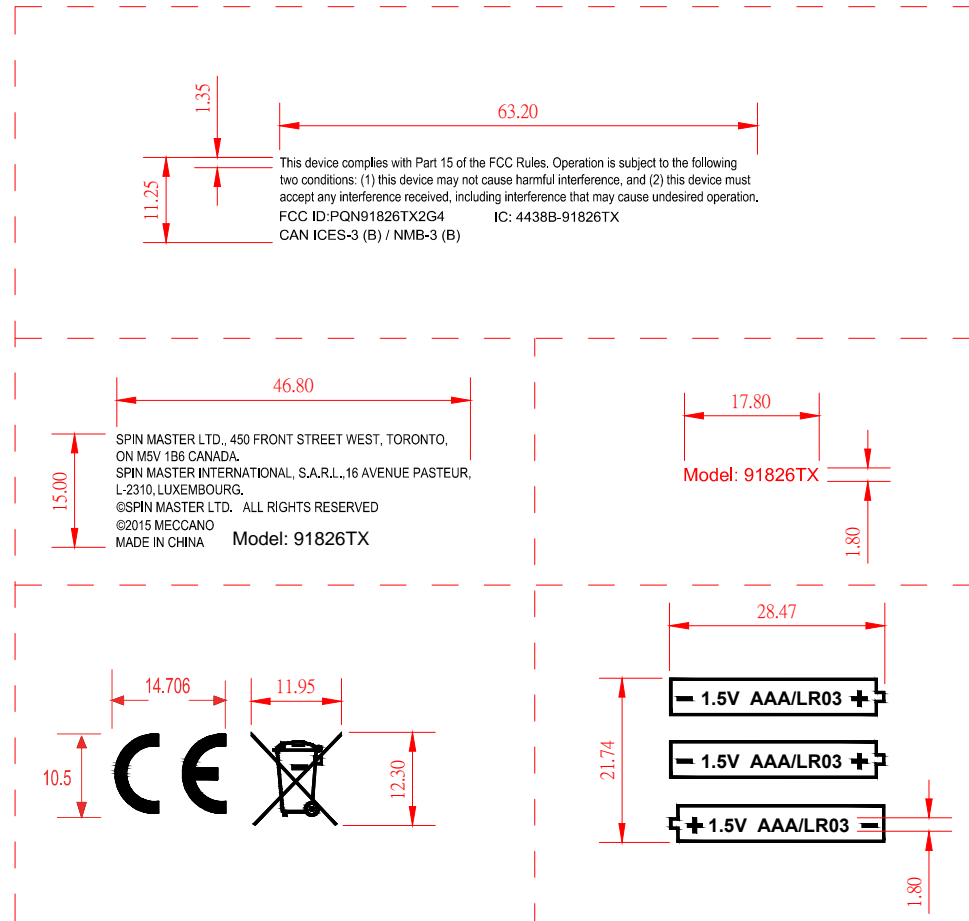 1.35
63.20
11.25
This device complies with Part 15 of the FCC Rules. Operation is subject to the following
two conditions: (1) this device may not cause harmful interference, and (2) this device must
accept any interference received, including interference that may cause undesired operation.
FCC ID:PQN91826TX2G4 IC: 4438B-91826TX
CAN ICES-3 (B) / NMB-3 (B)
46.80
15.00
SPIN MASTER LTD., 450 FRONT STREET WEST, TORONTO,
ON M5V 1B6 CANADA.
SPIN MASTER INTERNATIONAL, S.A.R.L.,16 AVENUE PASTEUR,
L-2310, LUXEMBOURG.
©SPIN MASTER LTD. ALL RIGHTS RESERVED
©2015 MECCANO
MADE IN CHINA Model: 91826TX
17.80
Model: 91826TX
1.80
14.706
11.95
10.5
CE
12.30
28.47
21.74
- 1.5V AAA/LR03 +
- 1.5V AAA/LR03 +
+ 1.5V AAA/LR03 -
1.80